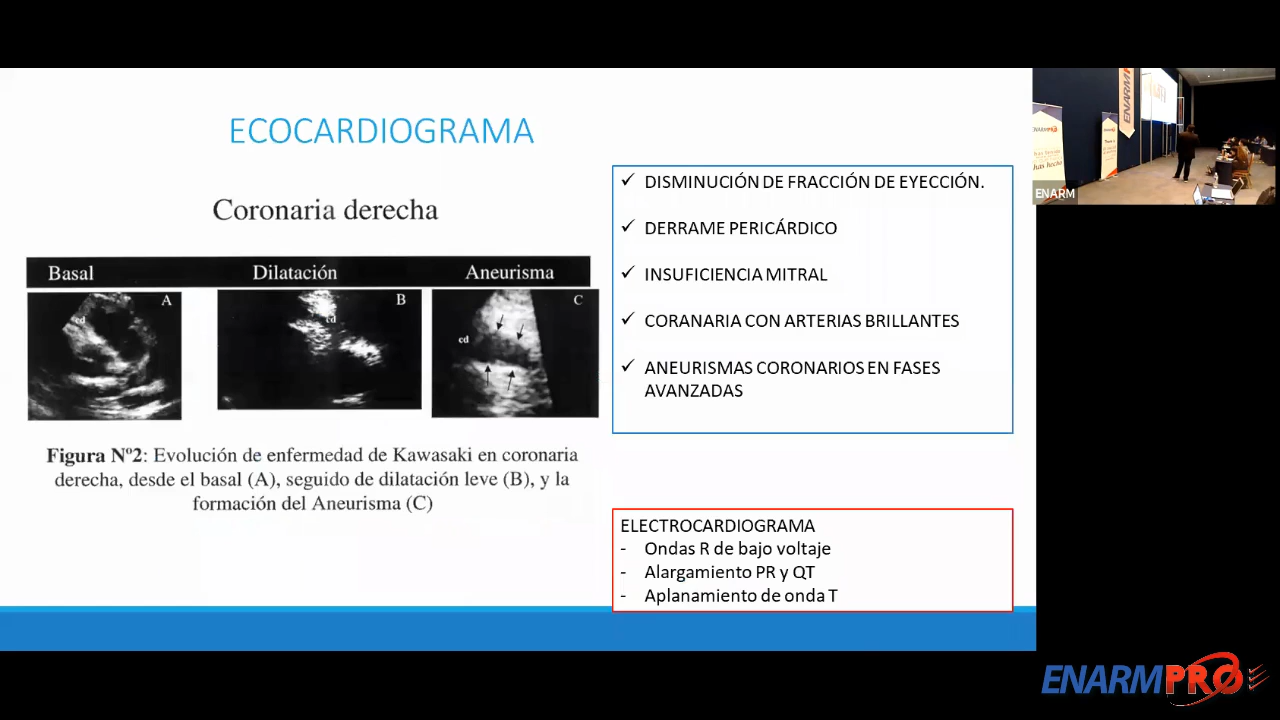 ECOCARDIOGRAMA
Coronaria derecha
Basal
Dilatación
Aneurisma
A
cd
B
cd
C
cd
Figura Nº2: Evolución de enfermedad de Kawasaki en coronaria
derecha, desde el basal (A), seguido de dilatación leve (B), y la
formación del Aneurisma (C)
✓ DISMINUCIÓN DE FRACCIÓN DE EYECCIÓN.
✓ DERRAME PERICÁRDICO
✓ INSUFICIENCIA MITRAL
✓ CORANARIA CON ARTERIAS BRILLANTES
✓ ANEURISMAS CORONARIOS EN FASES
AVANZADAS
ELECTROCARDIOGRAMA
- Ondas R de bajo voltaje
- Alargamiento PR y QT
- Aplanamiento de onda T
ENARMPRO
ENARM
ENARM
ENARMPRO